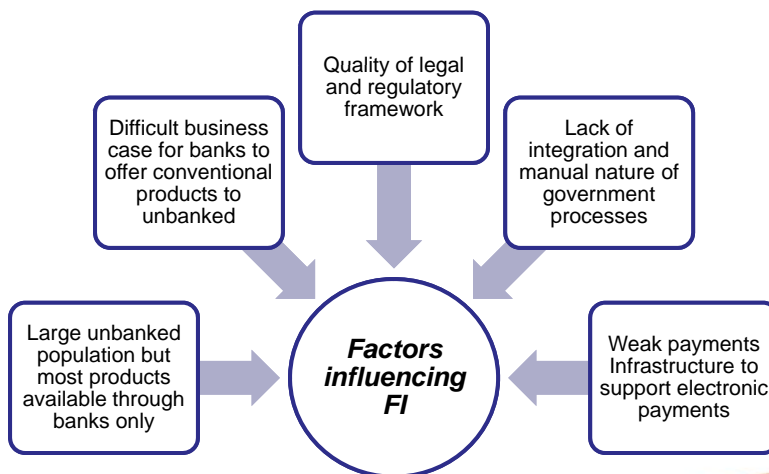 Quality of legal
and regulatory
framework
Difficult business
case for banks to
offer conventional
products to
unbanked
Lack of
integration and
manual nature of
government
processes
Large unbanked
population but
most products
available through
banks only
Factors
influencing
FI
Weak payments
Infrastructure to
support electronic
payments